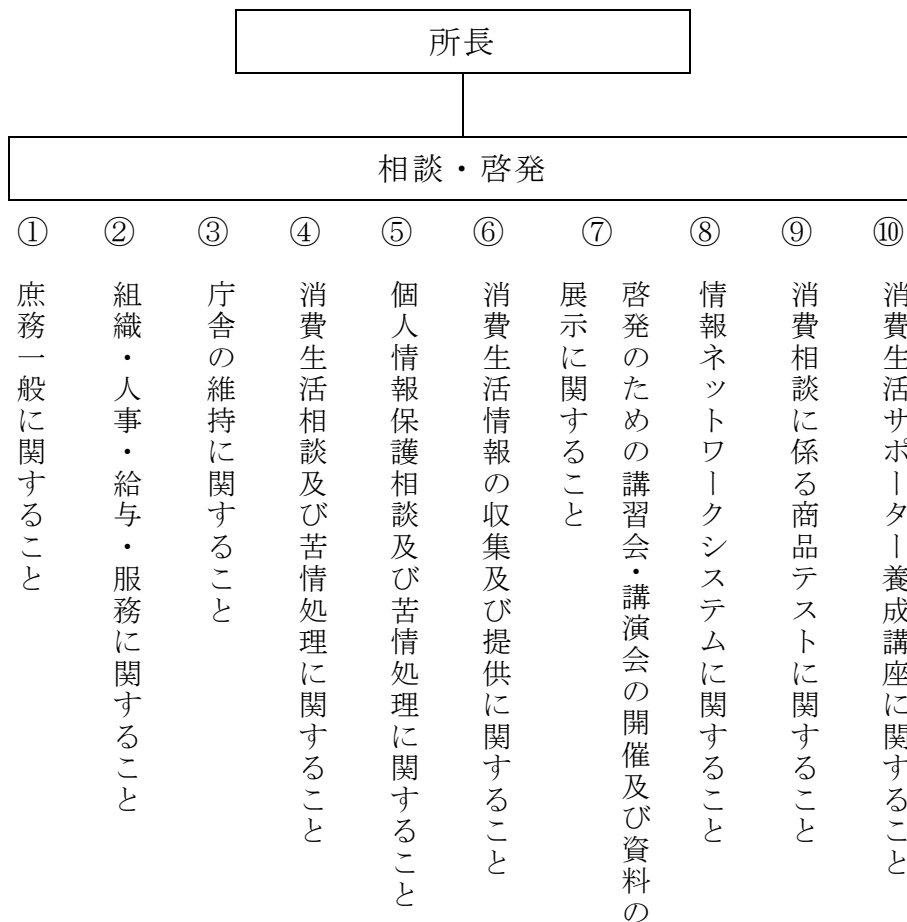 所長
相談・啓発
①
庶務一般に関すること
②
組織・人事・給与・服務に関すること
③
庁舎の維持に関すること
④
消費生活相談及び苦情処理に関すること
⑤
個人情報保護相談及び苦情処理に関すること
⑥
消費生活情報の収集及び提供に関すること
⑦
啓発のための講習会・講演会の開催及び資料の
展示に関すること
⑧
情報ネットワークシステムに関すること
⑨
消費相談に係る商品テストに関すること
⑩
消費生活サポーター養成講座に関すること